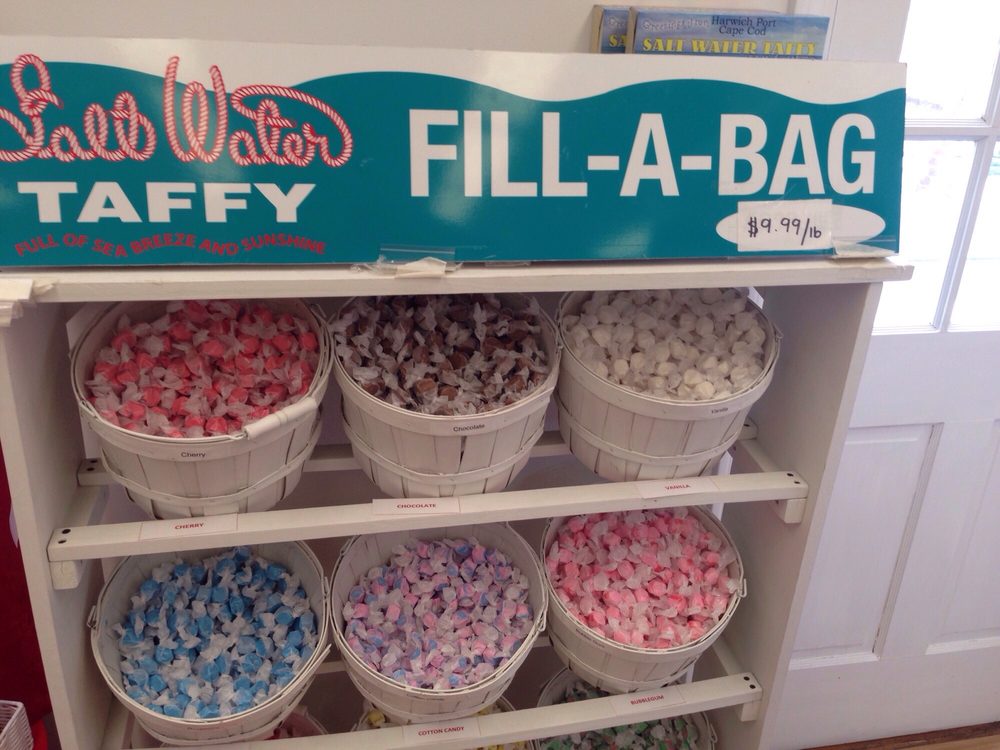 Harwich Port
Cape Cod
SALT WATER TAFFY
Salt Water
TAFFY
FULL OF SEA BREEZE AND SUNSHINE
FILL-A-BAG
$9.99/lb
Cherry
Chocolate
Vanilla
CHERRY
CHOCOLATE
VANILLA
COTTON CANDY
BUBBLEGUM